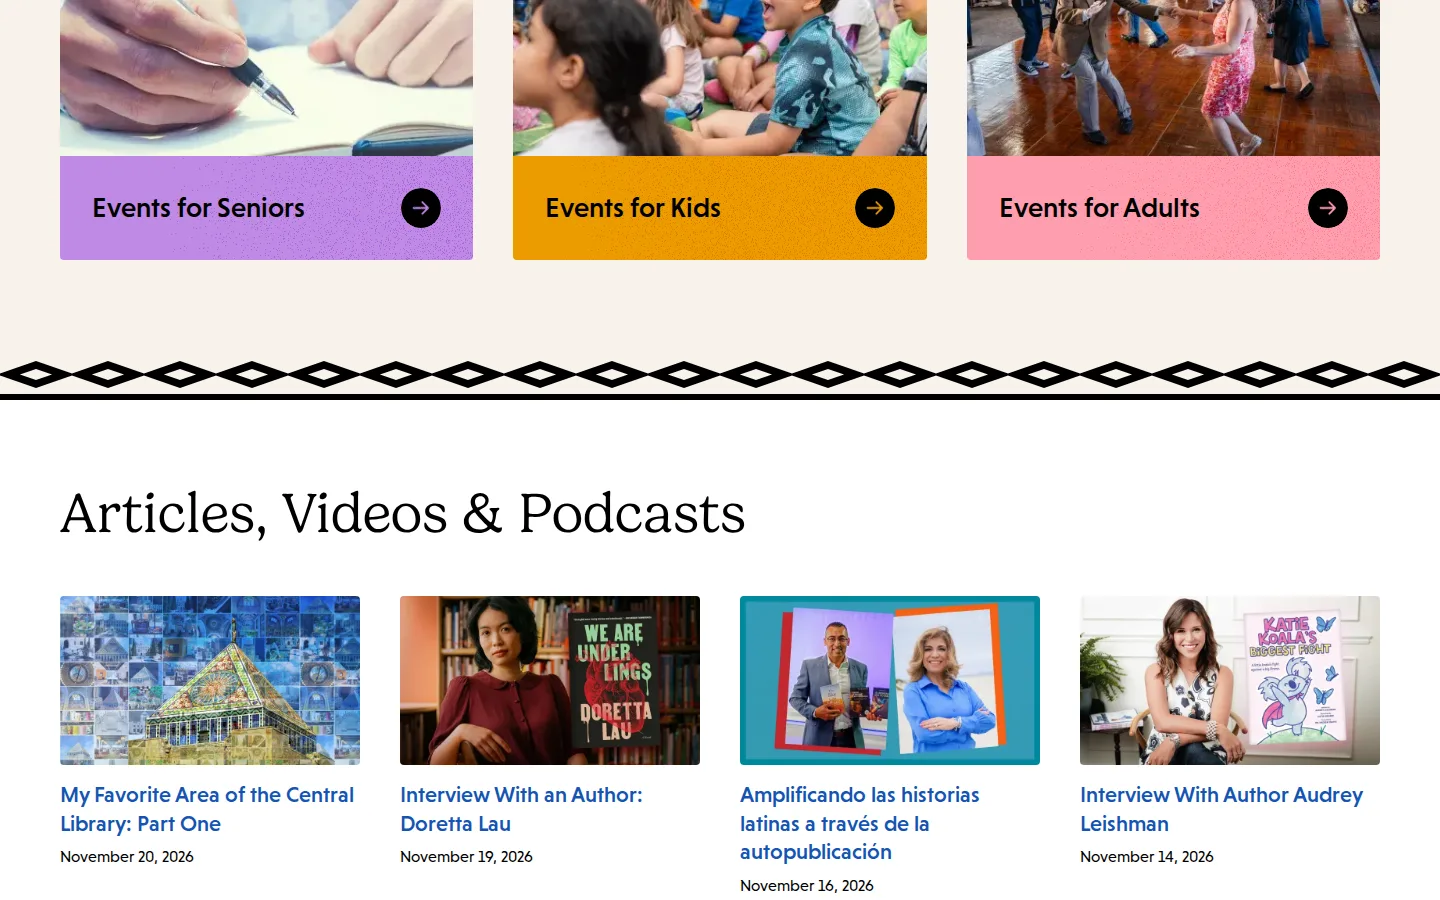 Events for Seniors
Events for Kids
Events for Adults
Articles, Videos & Podcasts
WE ARE
UNDER
LINGS
DORETTA
LAU
KATIE
KOALA'S
BIGGEST FIGHT
My Favorite Area of the Central
Library: Part One
November 20, 2026
Interview With an Author:
Doretta Lau
November 19, 2026
Amplificando las historias
latinas a través de la
autopublicación
November 16, 2026
Interview With Author Audrey
Leishman
November 14, 2026